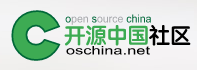 open source china
开源中国社区
oschina.net